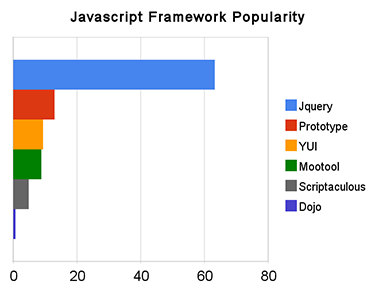 Javascript Framework Popularity
Jquery
Prototype
YUI
Mootool
Scriptaculous
Dojo
0 20 40 60 80